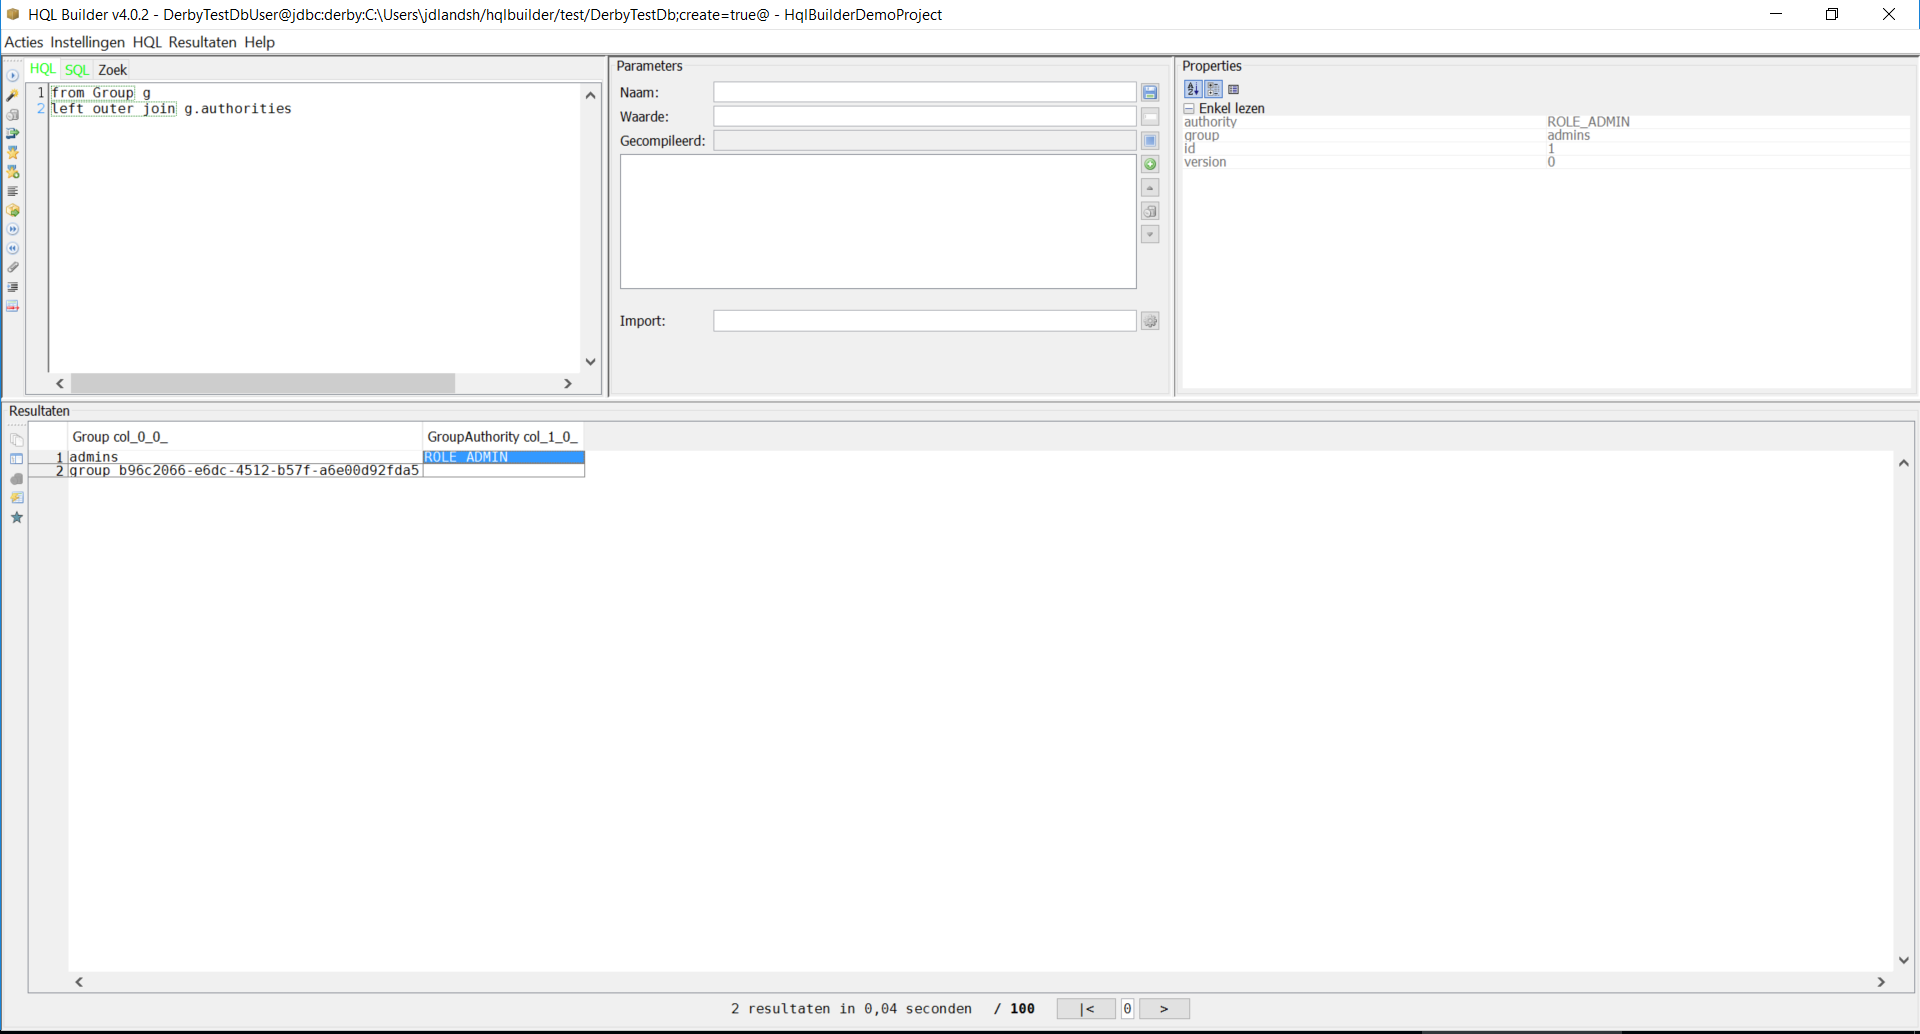 HQL Builder v4.0.2 - DerbyTestDbUser@jdbc:derby:C:\Users\jdlandsh/hqlbuilder/test/DerbyTestDb;create=true@ - HqlBuilderDemoProject
Acties Instellingen HQL Resultaten Help
HQL SQL Zoek
1 from Group g
2 left outer join g.authorities
Parameters
Naam:
Waarde:
Gecompileerd:
Import:
Properties
Enkel lezen
authority ROLE_ADMIN
group admins
id 1
version 0
Resultaten
Group col_0_0_ GroupAuthority col_1_0_
1 admins ROLE_ADMIN
2 group b96c2066-e6dc-4512-b57f-a6e00d92fda5
2 resultaten in 0,04 seconden / 100 |< 0 >